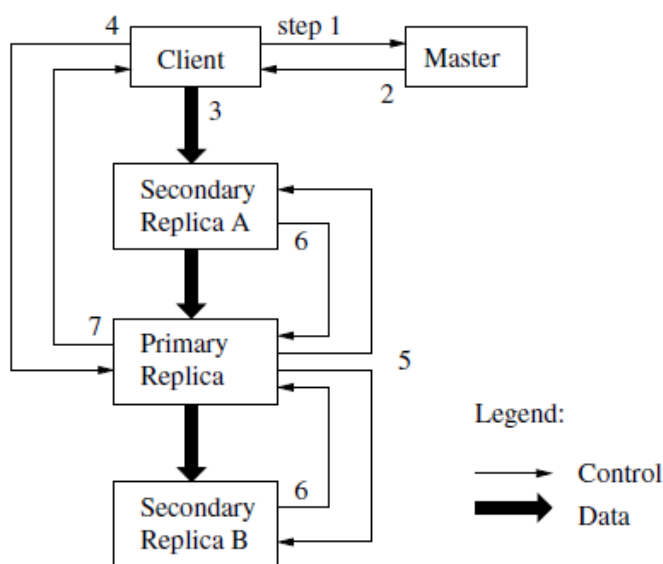 4
step 1
Client
Master
2
3
Secondary
Replica A
6
7
Primary
Replica
5
Legend:
6
Control
Secondary
Replica B
Data